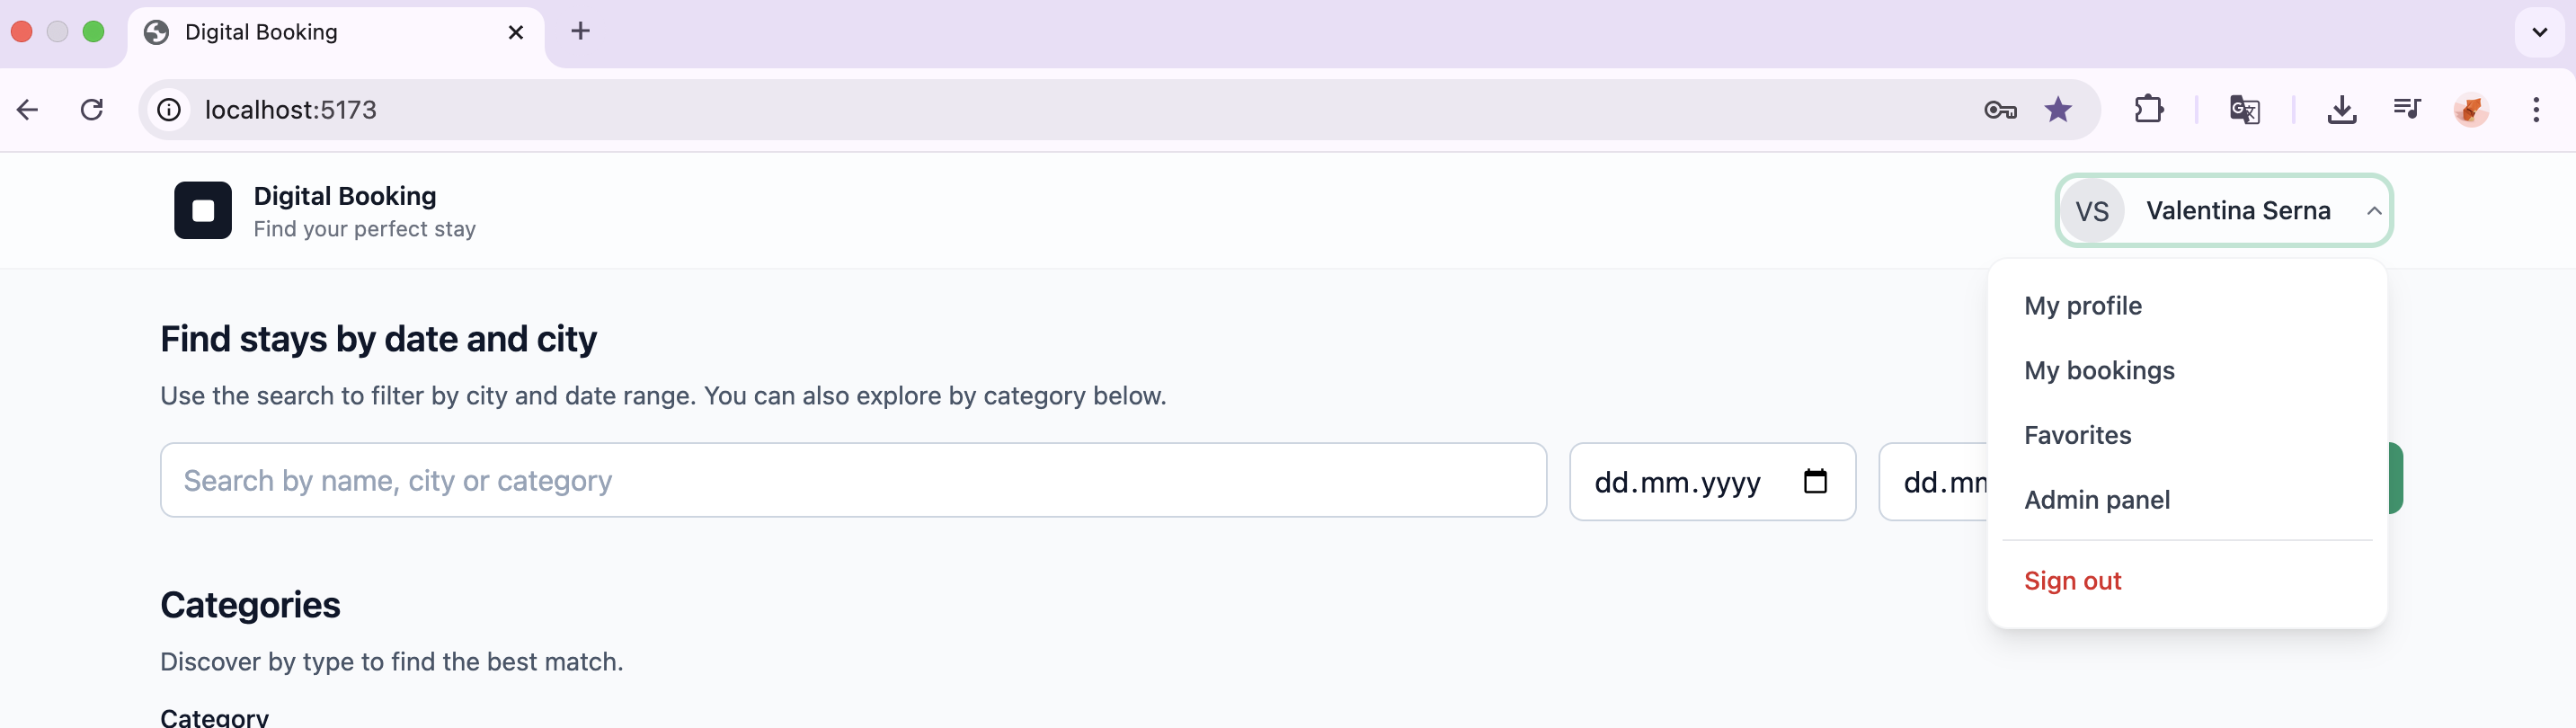 Digital Booking
localhost:5173
Digital Booking
Find your perfect stay
VS Valentina Serna
My profile
My bookings
Favorites
Admin panel
Sign out
Find stays by date and city
Use the search to filter by city and date range. You can also explore by category below.
Search by name, city or category
dd.mm.yyyy
Categories
Discover by type to find the best match.
Category